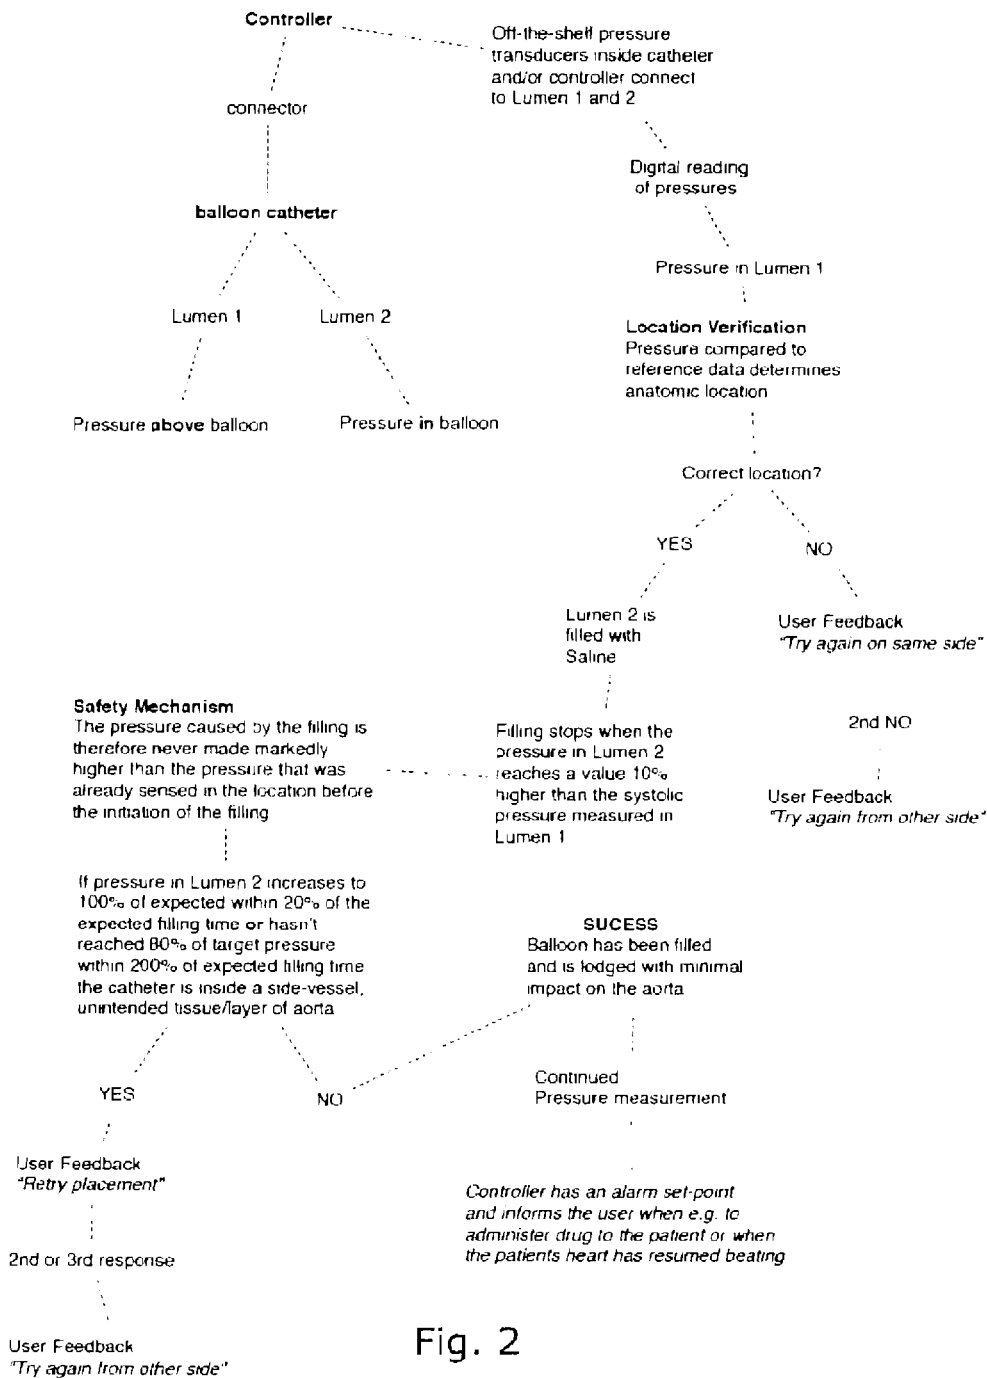 Controller
Off-the-shelf pressure
transducers inside catheter
and/or controller connect
to Lumen 1 and 2
connector
Digital reading
of pressures
balloon catheter
Pressure in Lumen 1
Lumen 1
Lumen 2
Location Verification
Pressure compared to
reference data determines
anatomic location
Pressure above balloon
Pressure in balloon
Correct location?
YES
NO
Lumen 2 is
filled with
Saline
User Feedback
"Try again on same side"
Safety Mechanism
The pressure caused by the filling is
therefore never made markedly
higher than the pressure that was
already sensed in the location before
the initiation of the filling
Filling stops when the
pressure in Lumen 2
reaches a value 10%
higher than the systolic
pressure measured in
Lumen 1
2nd NO
User Feedback
"Try again from other side"
If pressure in Lumen 2 increases to
100% of expected within 20% of the
expected filling time or hasn't
reached 80% of target pressure
within 200% of expected filling time
the catheter is inside a side-vessel,
unintended tissue/layer of aorta
SUCESS
Balloon has been filled
and is lodged with minimal
impact on the aorta
YES
NO
Continued
Pressure measurement
User Feedback
"Retry placement"
Controller has an alarm set-point
and informs the user when e.g. to
administer drug to the patient or when
the patients heart has resumed beating
2nd or 3rd response
User Feedback
"Try again from other side"
Fig. 2